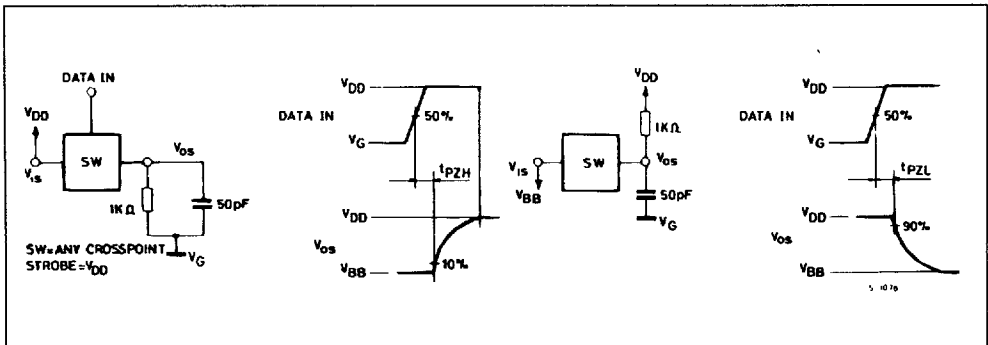 DATA IN
VDD
VIS
SW
VOS
1KΩ
50pF
VG
SW=ANY CROSSPOINT
STROBE=VDD
VDD
DATA IN
50%
VG
tPZH
VDD
VOS
10%
VBB
VDD
1KΩ
VIS
SW
VOS
VBB
50pF
VG
VDD
DATA IN
50%
VG
tPZL
VDD
90%
VOS
VBB
S-1076